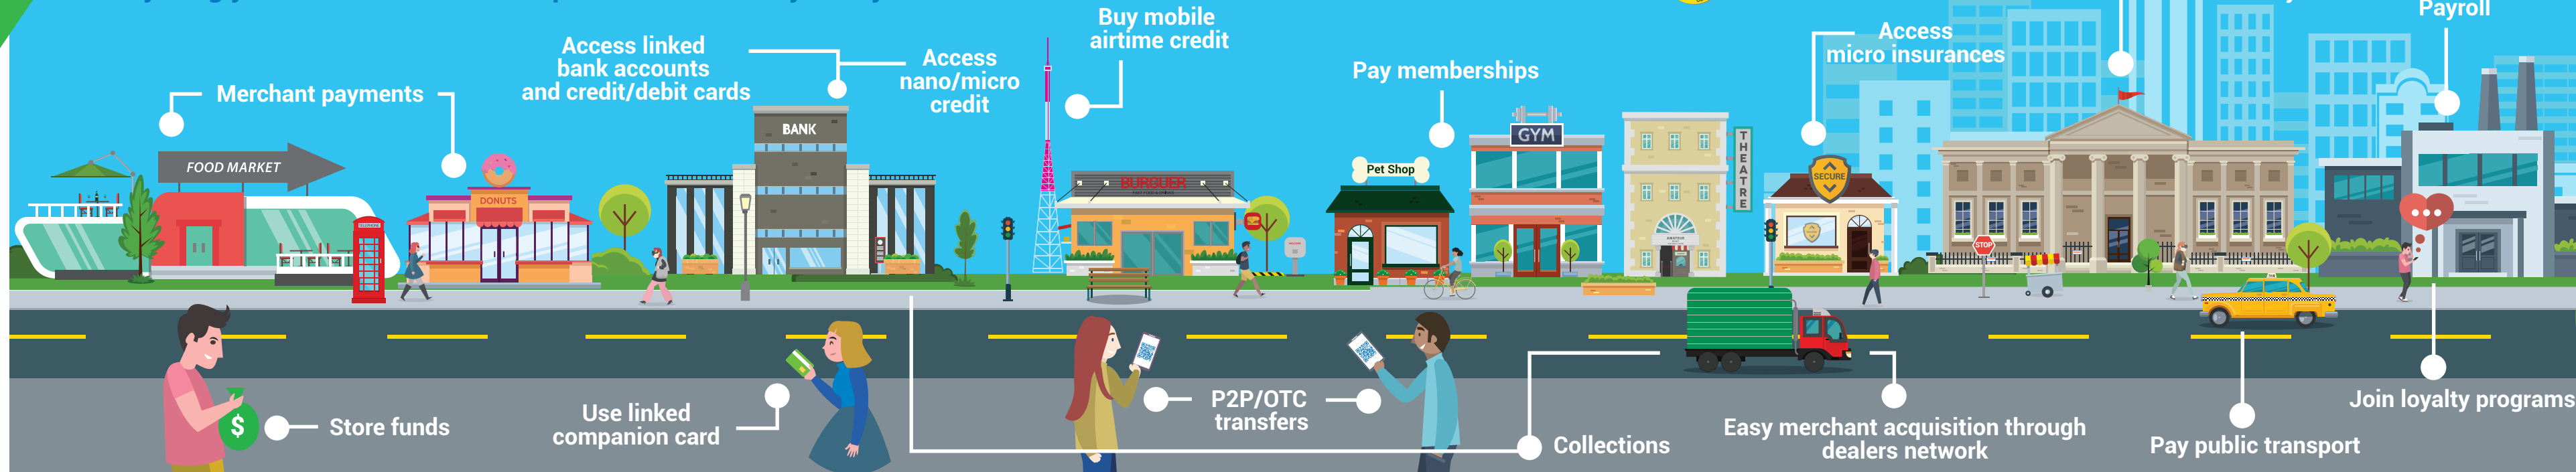 Payroll
Buy mobile
airtime credit
Access
micro insurances
Access linked
bank accounts
and credit/debit cards
Access
nano/micro
credit
Pay memberships
Merchant payments
BANK
GYM
THEATRE
FOOD MARKET
Pet Shop
SECURE
BURGUER
DONUTS
STOP
Store funds
Use linked
companion card
P2P/OTC
transfers
Collections
Easy merchant acquisition through
dealers network
Pay public transport
Join loyalty programs
$